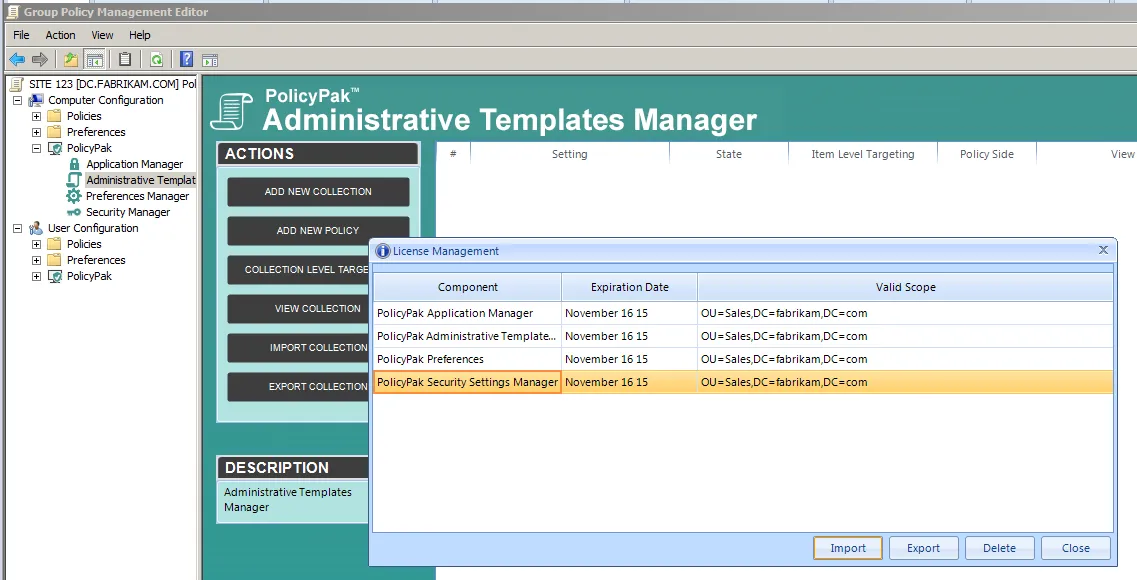 Group Policy Management Editor
File Action View Help
SITE 123 [DC.FABRIKAM.COM] Pol
Computer Configuration
Policies
Preferences
PolicyPak
Application Manager
Administrative Templat
Preferences Manager
Security Manager
User Configuration
Policies
Preferences
PolicyPak
PolicyPak™
Administrative Templates Manager
ACTIONS
ADD NEW COLLECTION
ADD NEW POLICY
COLLECTION LEVEL TARGE
VIEW COLLECTION
IMPORT COLLECTION
EXPORT COLLECTION
DESCRIPTION
Administrative Templates
Manager
# Setting State Item Level Targeting Policy Side View
License Management
Component Expiration Date Valid Scope
PolicyPak Application Manager November 16 15 OU=Sales,DC=fabrikam,DC=com
PolicyPak Administrative Template... November 16 15 OU=Sales,DC=fabrikam,DC=com
PolicyPak Preferences November 16 15 OU=Sales,DC=fabrikam,DC=com
PolicyPak Security Settings Manager November 16 15 OU=Sales,DC=fabrikam,DC=com
Import Export Delete Close